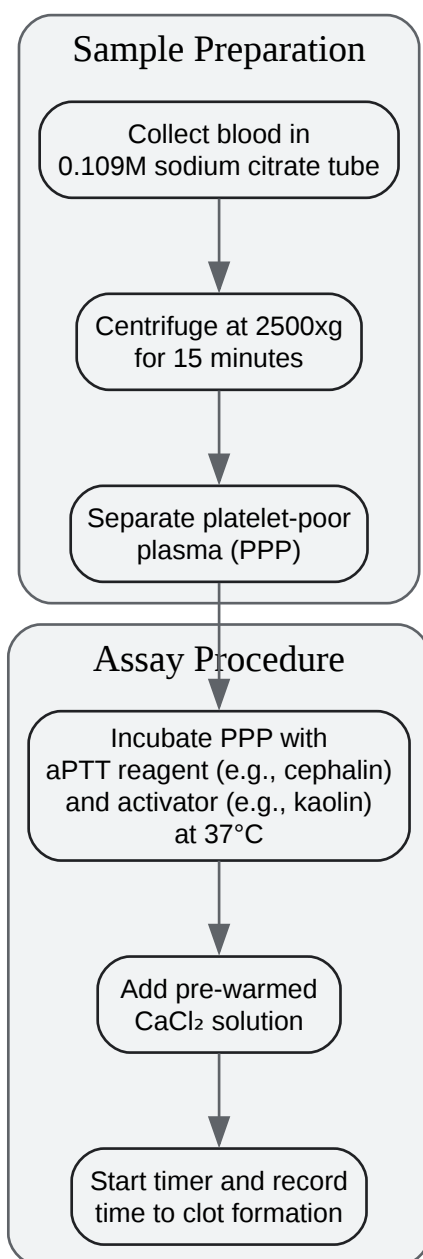 Sample Preparation
Collect blood in
0.109M sodium citrate tube
Centrifuge at 2500xg
for 15 minutes
Separate platelet-poor
plasma (PPP)
Assay Procedure
Incubate PPP with
aPTT reagent (e.g., cephalin)
and activator (e.g., kaolin)
at 37°C
Add pre-warmed
CaCl₂ solution
Start timer and record
time to clot formation